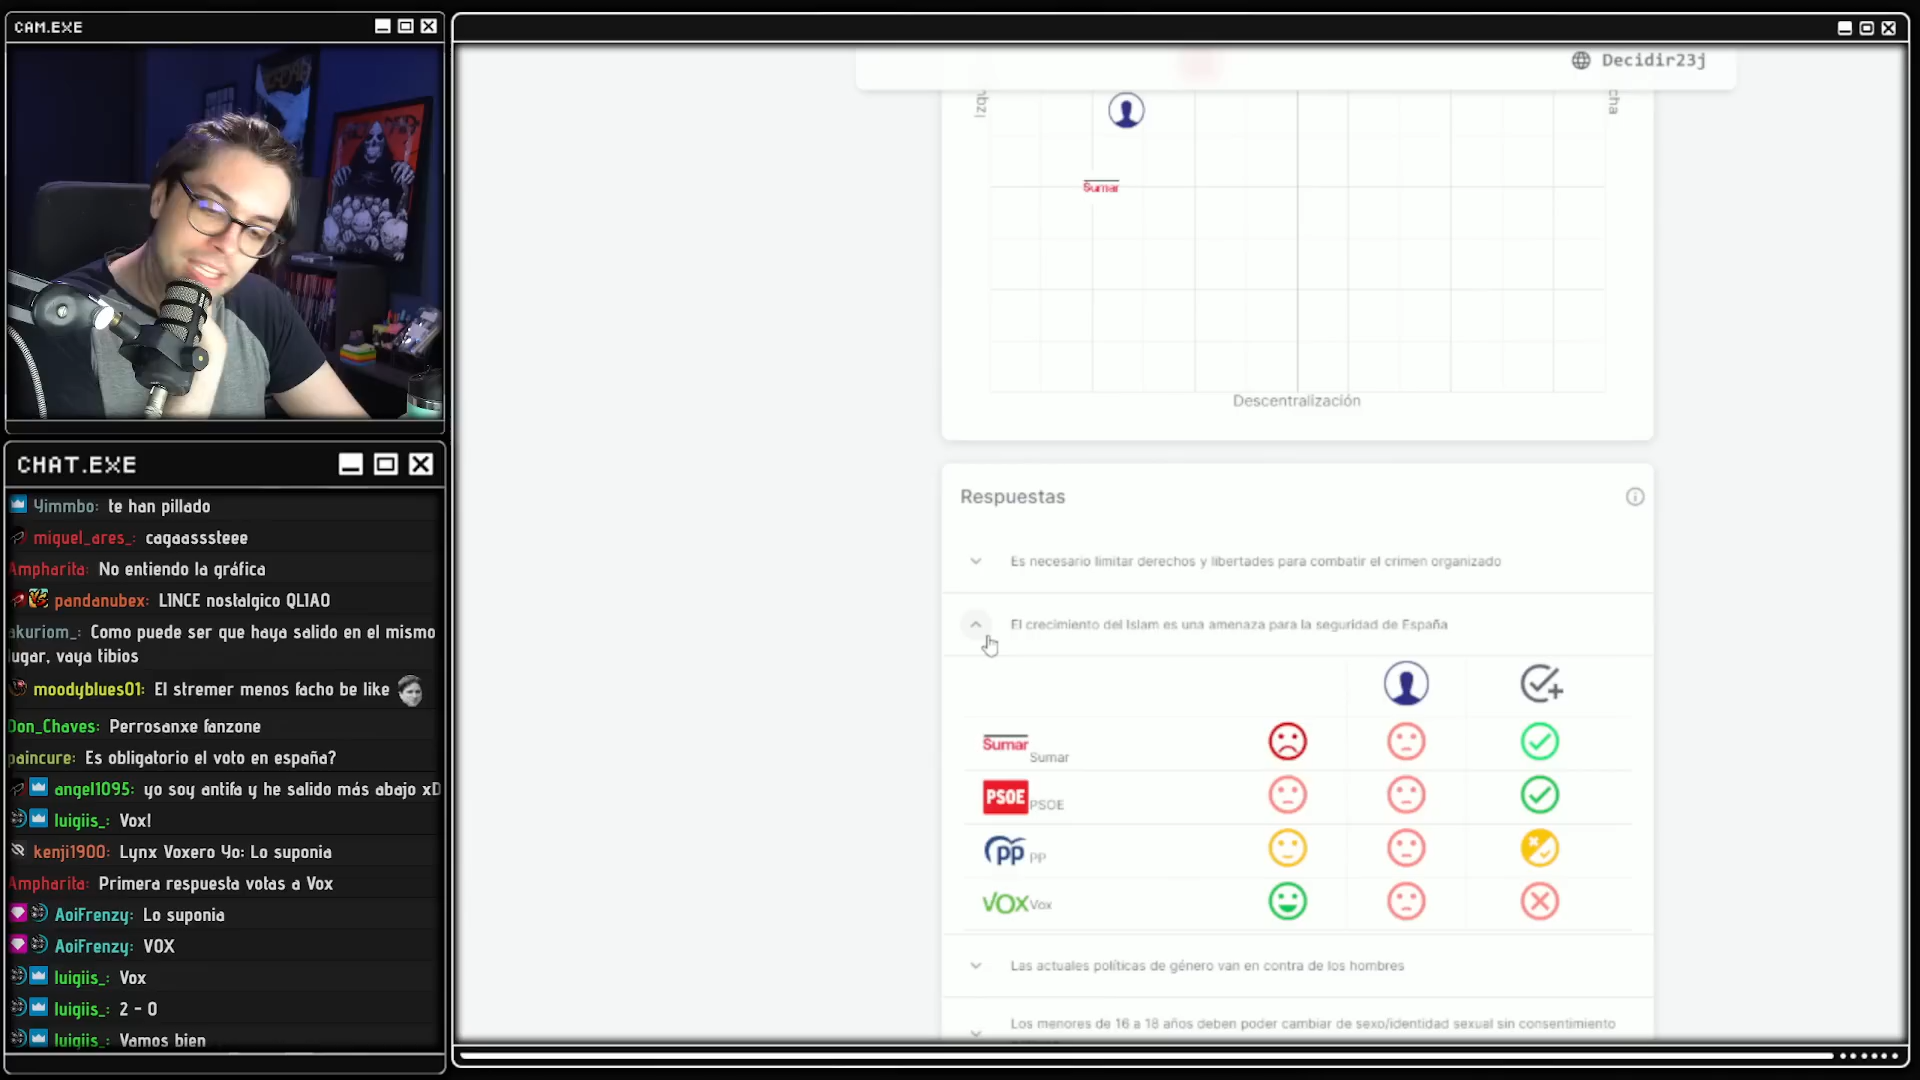 CAM.EXE
CHAT.EXE
Yimmbo: te han pillado
miguel_ares_: cagaasssteee
Ampharita: No entiendo la gráfica
pandanubex: LINCE nostalgico QLIAO
akuriom_: Como puede ser que haya salido en el mismo
lugar, vaya tibios
moodyblues01: El stremer menos facho be like
Don_Chaves: Perrosanxe fanzone
paincure: Es obligatorio el voto en españa?
angel1095: yo soy antifa y he salido más abajo xD
luigiis_: Vox!
kenji1900: Lynx Voxero Yo: Lo suponia
Ampharita: Primera respuesta votas a Vox
AoiFrenzy: Lo suponia
AoiFrenzy: VOX
luigiis_: Vox
luigiis_: 2 - 0
luigiis_: Vamos bien
Decidir23j
Izqu
cha
Sumar
Descentralización
Respuestas
Es necesario limitar derechos y libertades para combatir el crimen organizado
El crecimiento del Islam es una amenaza para la seguridad de España
Sumar Sumar
PSOE PSOE
pp PP
VOX Vox
Las actuales políticas de género van en contra de los hombres
Los menores de 16 a 18 años deben poder cambiar de sexo/identidad sexual sin consentimiento